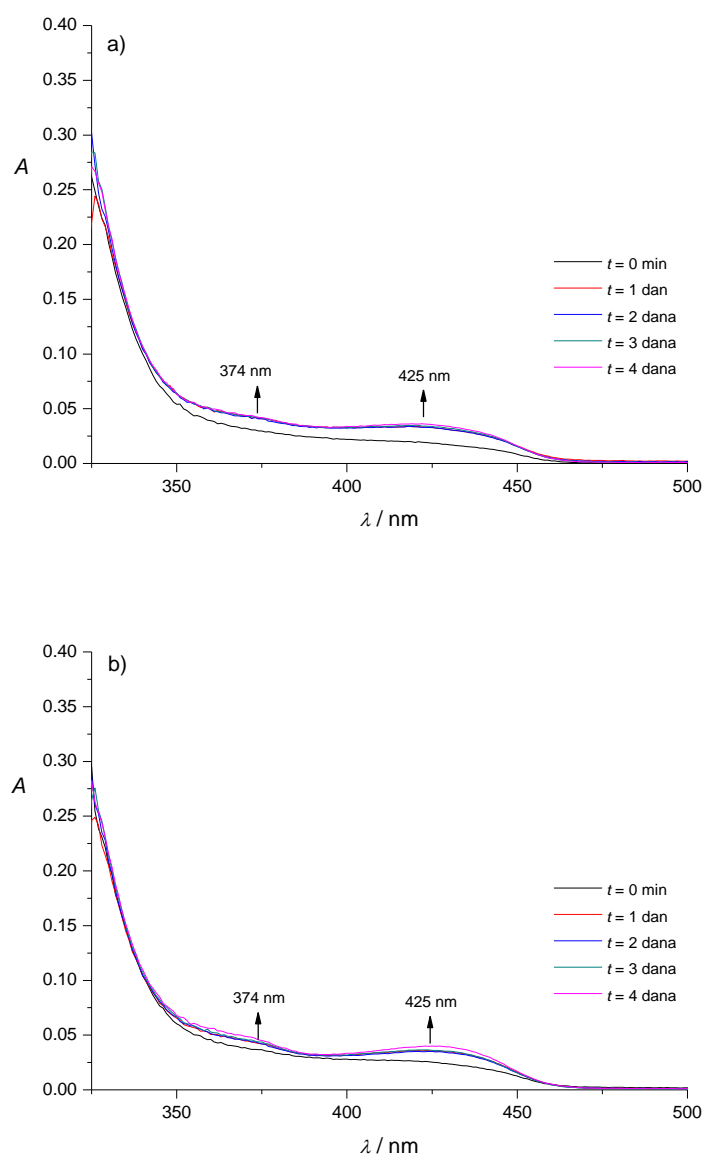 a)
0.40
0.35
0.30
0.25
0.20
0.15
0.10
0.05
0.00
A
374 nm
425 nm
t = 0 min
t = 1 dan
t = 2 dana
t = 3 dana
t = 4 dana
350 400 450 500
λ / nm
b)
0.40
0.35
0.30
0.25
0.20
0.15
0.10
0.05
0.00
A
374 nm
425 nm
t = 0 min
t = 1 dan
t = 2 dana
t = 3 dana
t = 4 dana
350 400 450 500
λ / nm